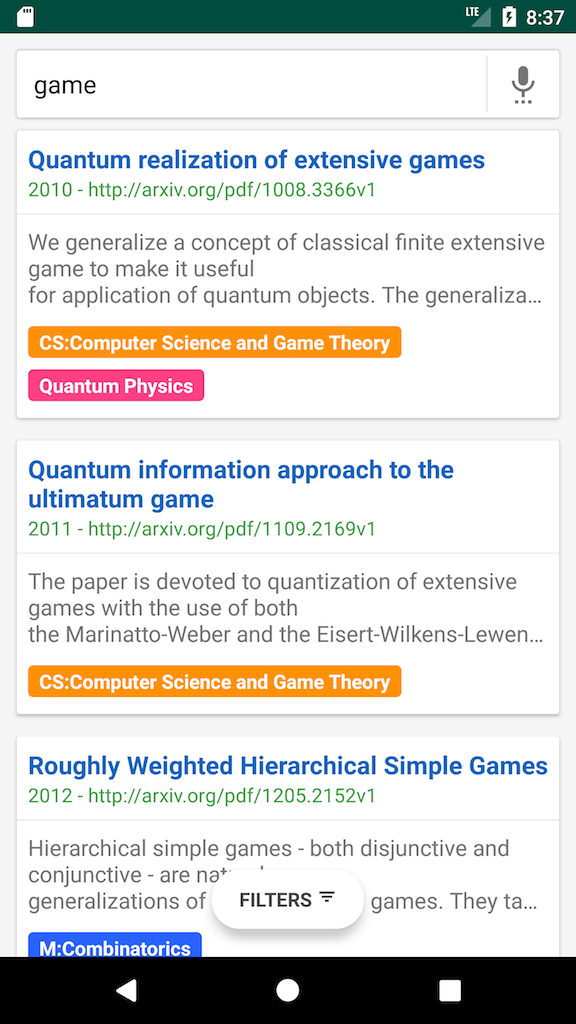 LTE 8:37
game
Quantum realization of extensive games
2010 - http://arxiv.org/pdf/1008.3366v1
We generalize a concept of classical finite extensive
game to make it useful
for application of quantum objects. The generaliza...
CS:Computer Science and Game Theory
Quantum Physics
Quantum information approach to the
ultimatum game
2011 - http://arxiv.org/pdf/1109.2169v1
The paper is devoted to quantization of extensive
games with the use of both
the Marinatto-Weber and the Eisert-Wilkens-Lewen...
CS:Computer Science and Game Theory
Roughly Weighted Hierarchical Simple Games
2012 - http://arxiv.org/pdf/1205.2152v1
Hierarchical simple games - both disjunctive and
conjunctive - are
generalizations of games. They ta...
FILTERS
M:Combinatorics